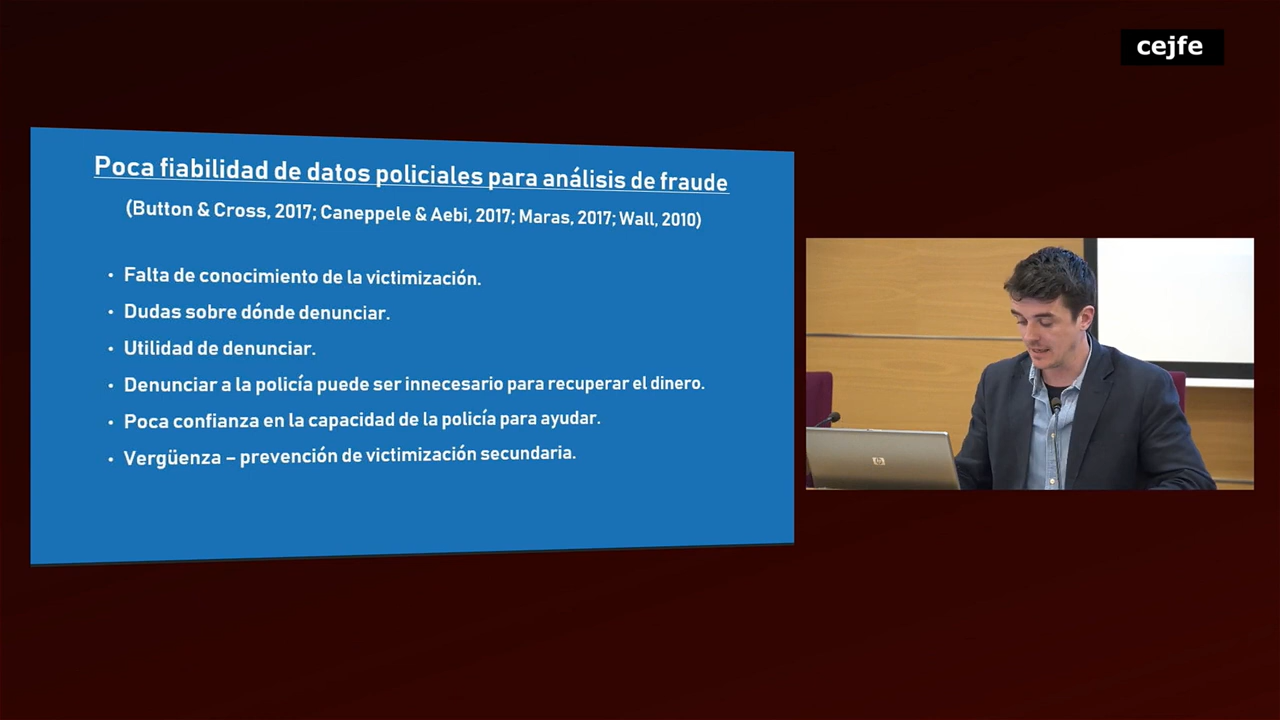 cejfe
Poca fiabilidad de datos policiales para análisis de fraude
(Button & Cross, 2017; Caneppele & Aebi, 2017; Maras, 2017; Wall, 2010)
• Falta de conocimiento de la victimización.
• Dudas sobre dónde denunciar.
• Utilidad de denunciar.
• Denunciar a la policía puede ser innecesario para recuperar el dinero.
• Poca confianza en la capacidad de la policía para ayudar.
• Vergüenza – prevención de victimización secundaria.
hp